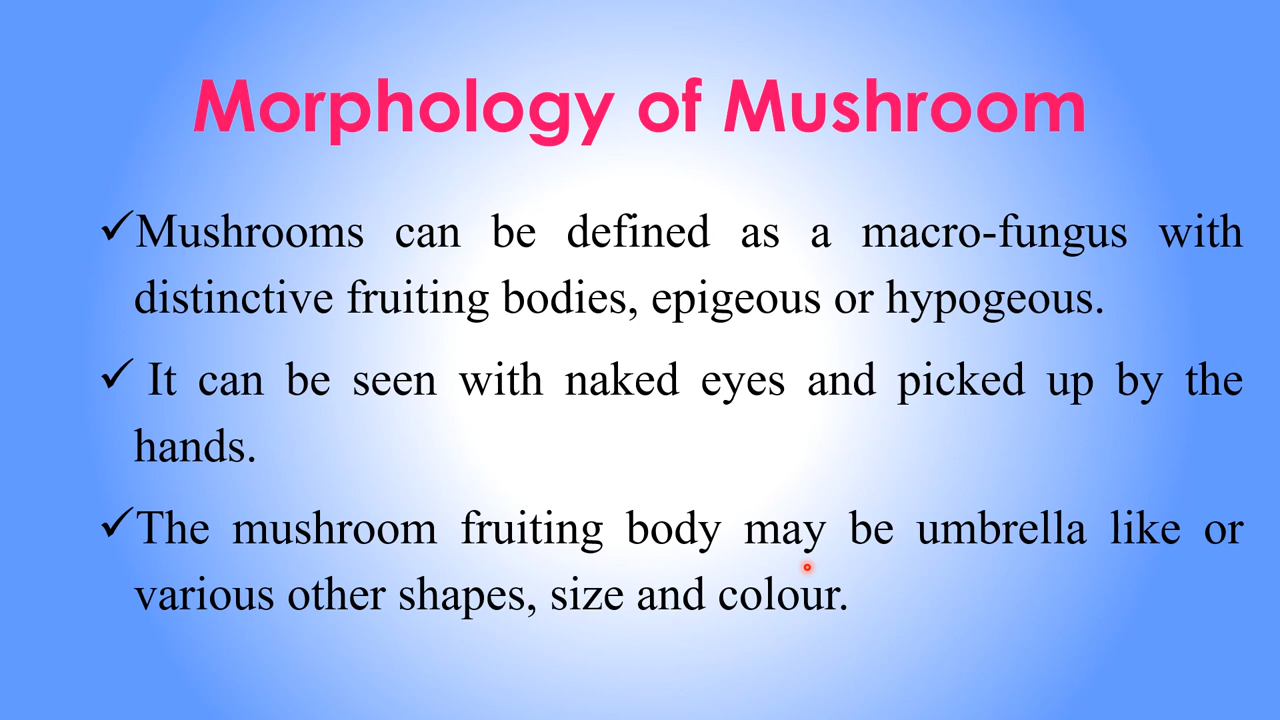 Morphology of Mushroom
✓Mushrooms can be defined as a macro-fungus with
distinctive fruiting bodies, epigeous or hypogeous.
✓ It can be seen with naked eyes and picked up by the
hands.
✓The mushroom fruiting body may be umbrella like or
various other shapes, size and colour.